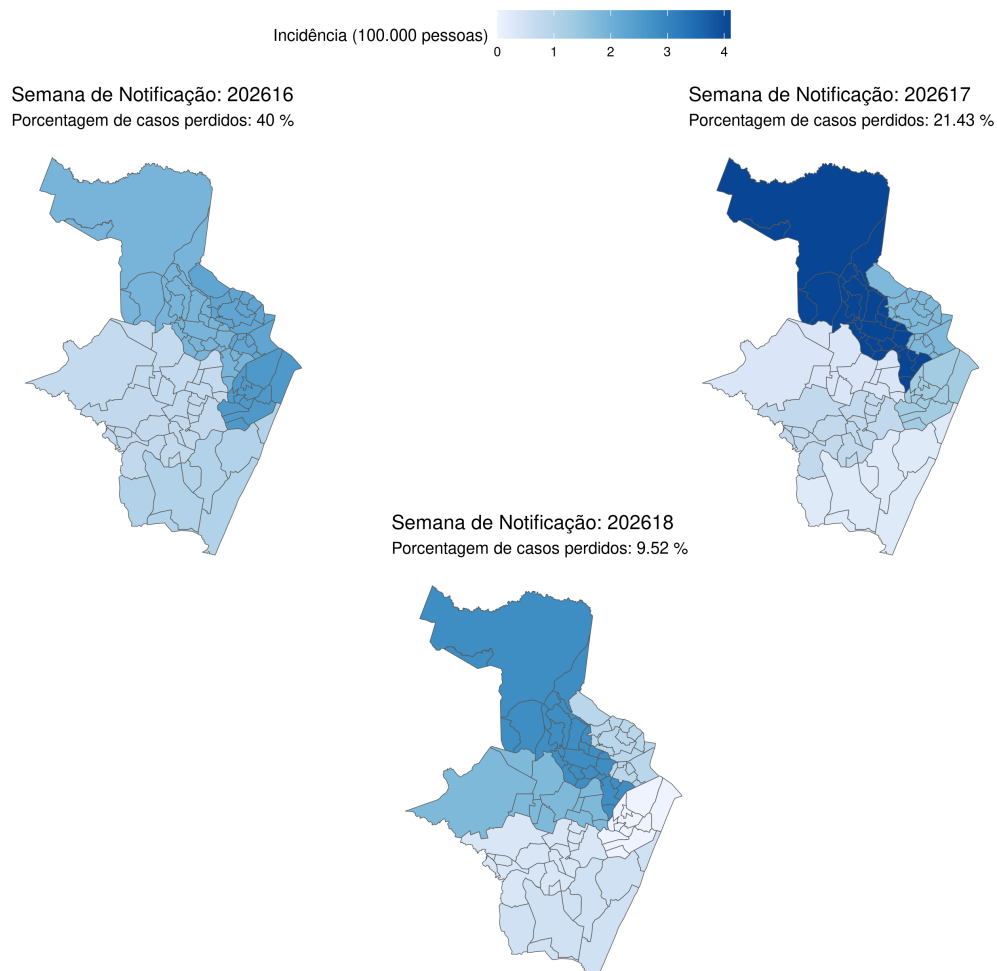 Incidência (100.000 pessoas)
0 1 2 3 4
Semana de Notificação: 202616
Porcentagem de casos perdidos: 40 %
Semana de Notificação: 202617
Porcentagem de casos perdidos: 21.43 %
Semana de Notificação: 202618
Porcentagem de casos perdidos: 9.52 %